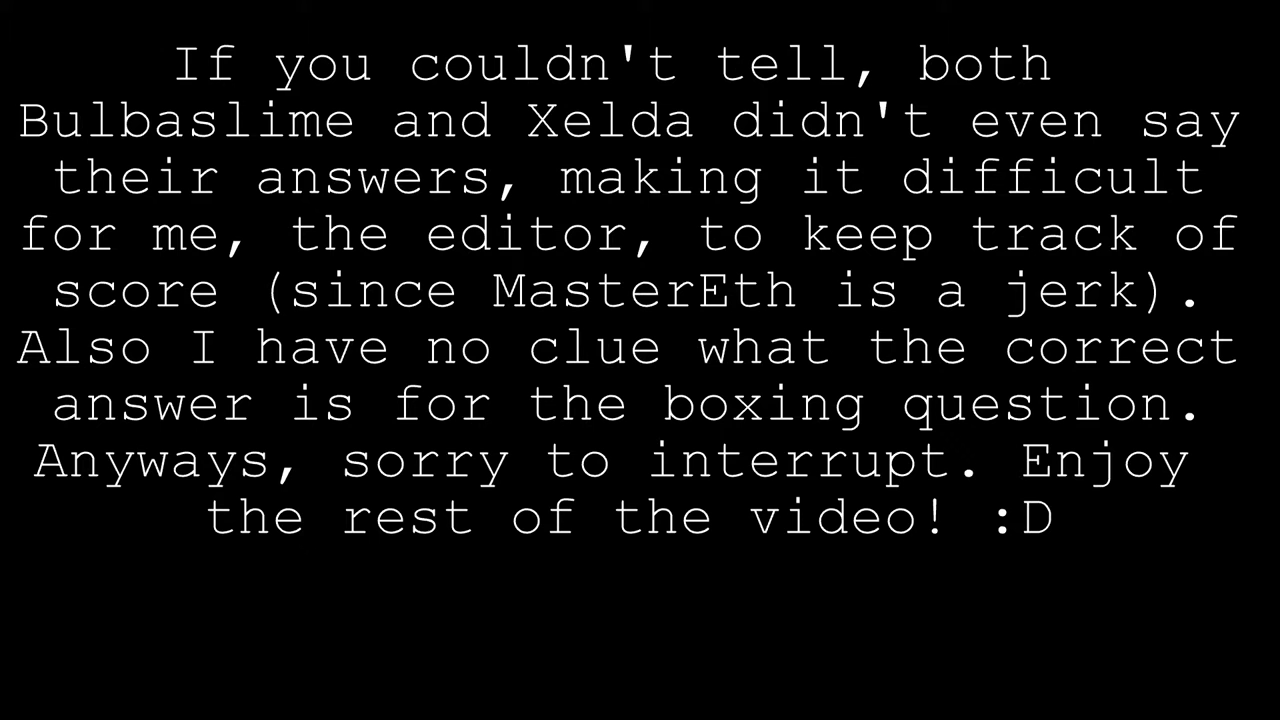 If you couldn't tell, both
Bulbaslime and Xelda didn't even say
their answers, making it difficult
for me, the editor, to keep track of
score (since MasterEth is a jerk).
Also I have no clue what the correct
answer is for the boxing question.
Anyways, sorry to interrupt. Enjoy
the rest of the video! :D